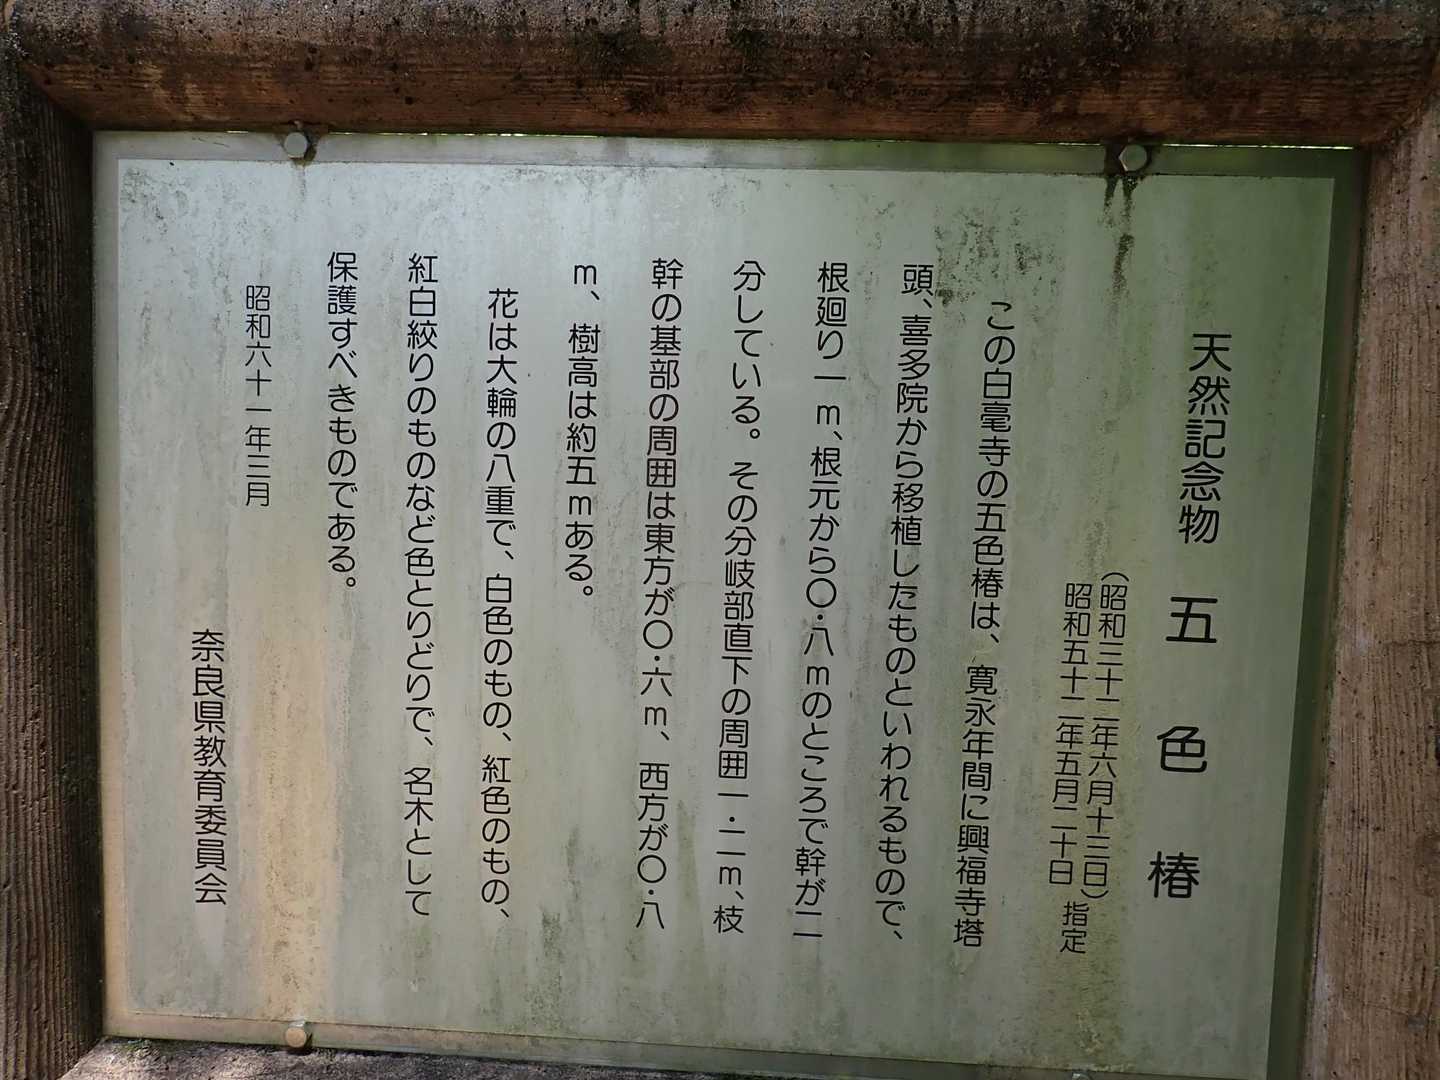 天然記念物 五色椿
(昭和三十二年六月十三日)
昭和五十二年五月二十日 指定
この白毫寺の五色椿は、寛永年間に興福寺塔
頭、喜多院から移植したものといわれるもので、
根廻り一m、根元から〇・八mのところで幹が二
分している。その分岐部直下の周囲一・二m、枝
幹の基部の周囲は東方が〇・六m、西方が〇・八
m、樹高は約五mある。
花は大輪の八重で、白色のもの、紅色のもの、
紅白絞りのものなど色とりどりで、名木として
保護すべきものである。
昭和六十一年三月
奈良県教育委員会